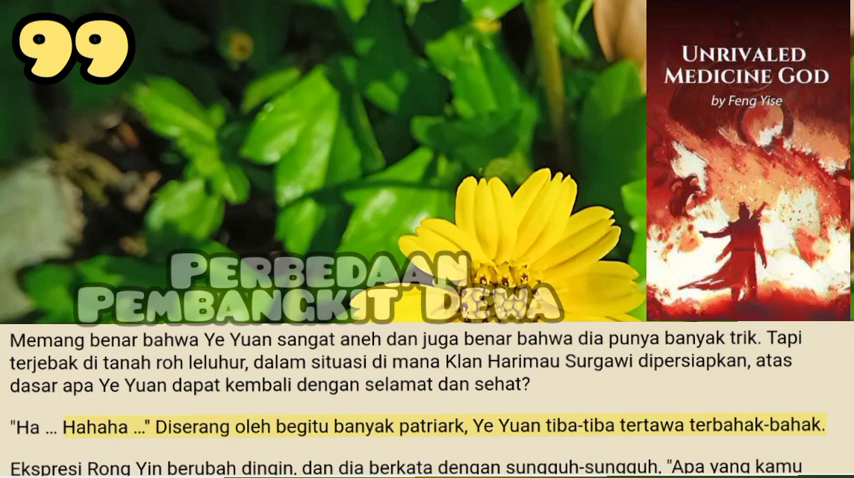 99
UNRIVALED
MEDICINE GOD
by Feng Yise
PERBEDAAN
PEMBANGKIT DEWA
Memang benar bahwa Ye Yuan sangat aneh dan juga benar bahwa dia punya banyak trik. Tapi
terjebak di tanah roh leluhur, dalam situasi di mana Klan Harimau Surgawi dipersiapkan, atas
dasar apa Ye Yuan dapat kembali dengan selamat dan sehat?
"Ha ... Hahaha ..." Diserang oleh begitu banyak patriark, Ye Yuan tiba-tiba tertawa terbahak-bahak.
Ekspresi Rong Yin berubah dingin, dan dia berkata dengan sungguh-sungguh, "Apa yang kamu